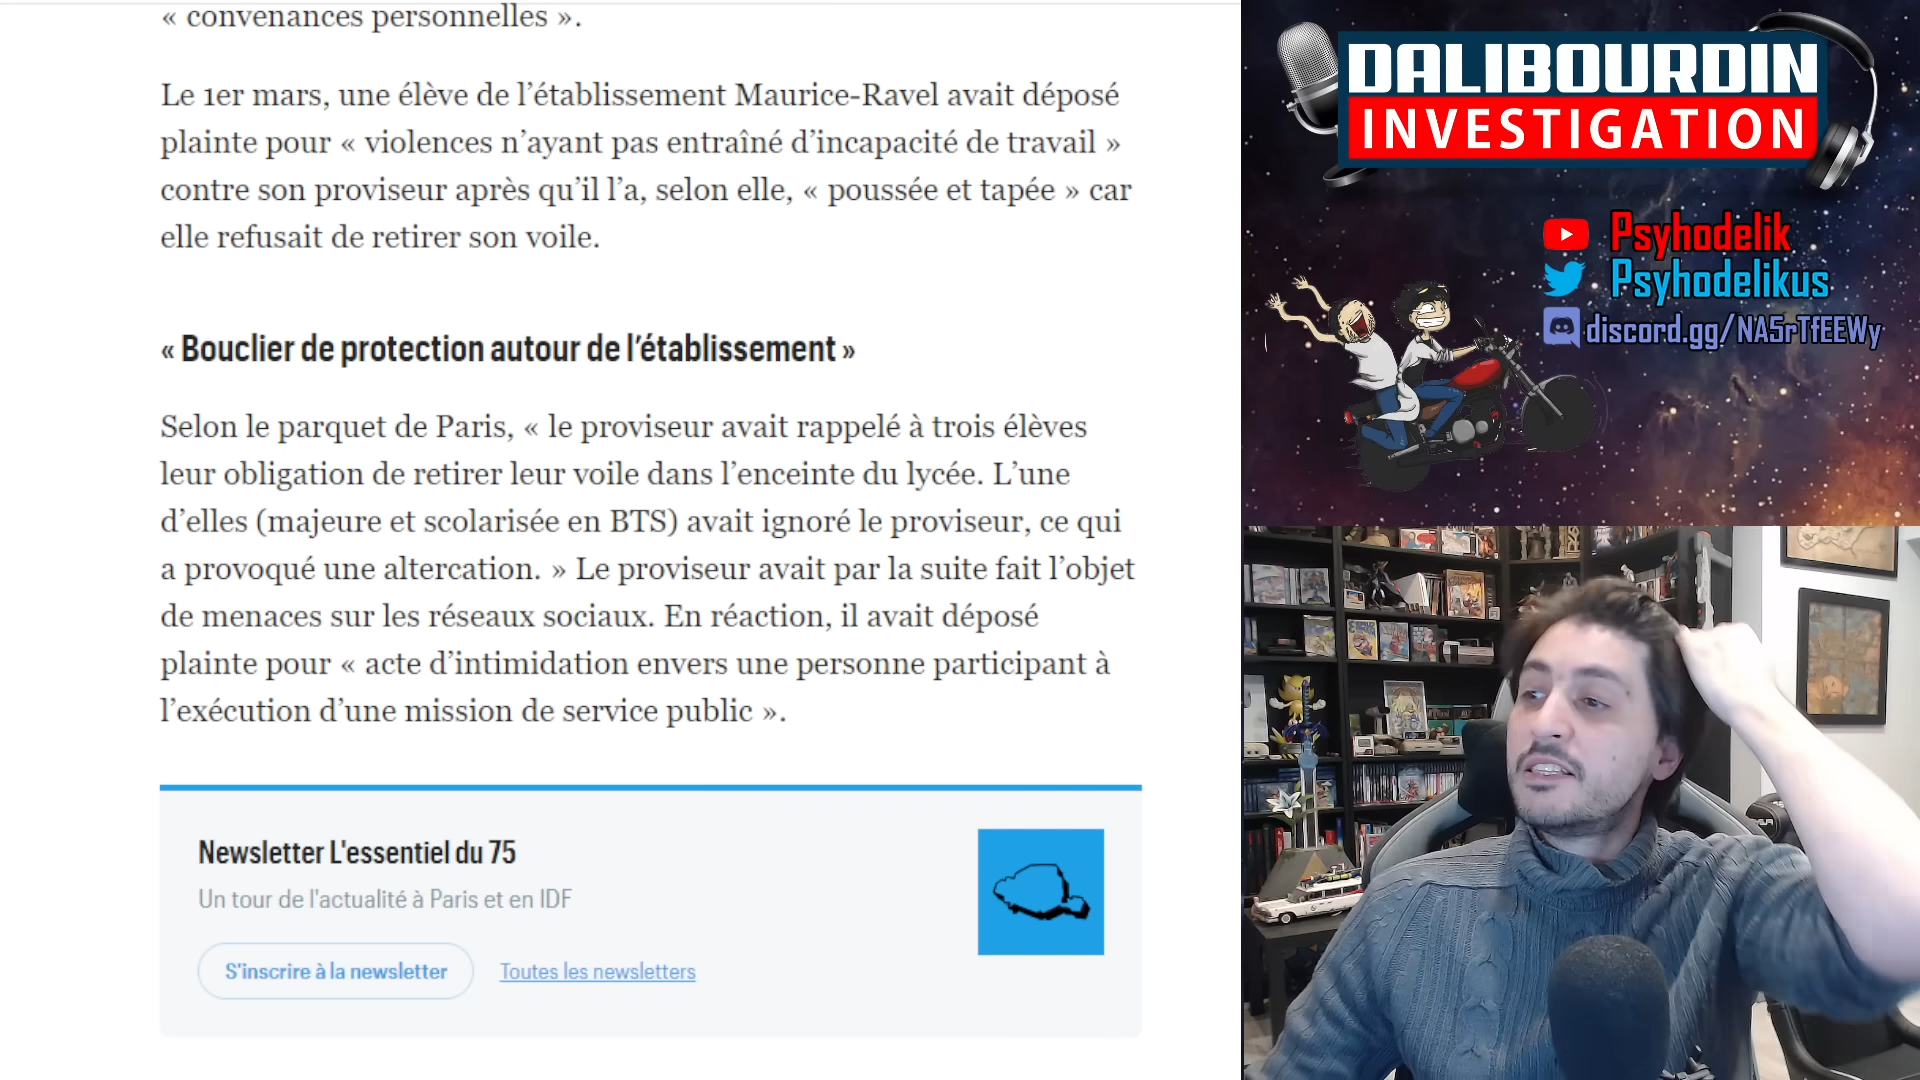 « convenances personnelles ».
Le 1er mars, une élève de l’établissement Maurice-Ravel avait déposé
plainte pour « violences n’ayant pas entraîné d’incapacité de travail »
contre son proviseur après qu’il l’a, selon elle, « poussée et tapée » car
elle refusait de retirer son voile.
« Bouclier de protection autour de l’établissement »
Selon le parquet de Paris, « le proviseur avait rappelé à trois élèves
leur obligation de retirer leur voile dans l’enceinte du lycée. L’une
d’elles (majeure et scolarisée en BTS) avait ignoré le proviseur, ce qui
a provoqué une altercation. » Le proviseur avait par la suite fait l’objet
de menaces sur les réseaux sociaux. En réaction, il avait déposé
plainte pour « acte d’intimidation envers une personne participant à
l’exécution d’une mission de service public ».
Newsletter L'essentiel du 75
Un tour de l'actualité à Paris et en IDF
S'inscrire à la newsletter
Toutes les newsletters
DALIBOURDIN
INVESTIGATION
Psyhodelik
Psyhodelikus
discord.gg/NA5rTfEEWy